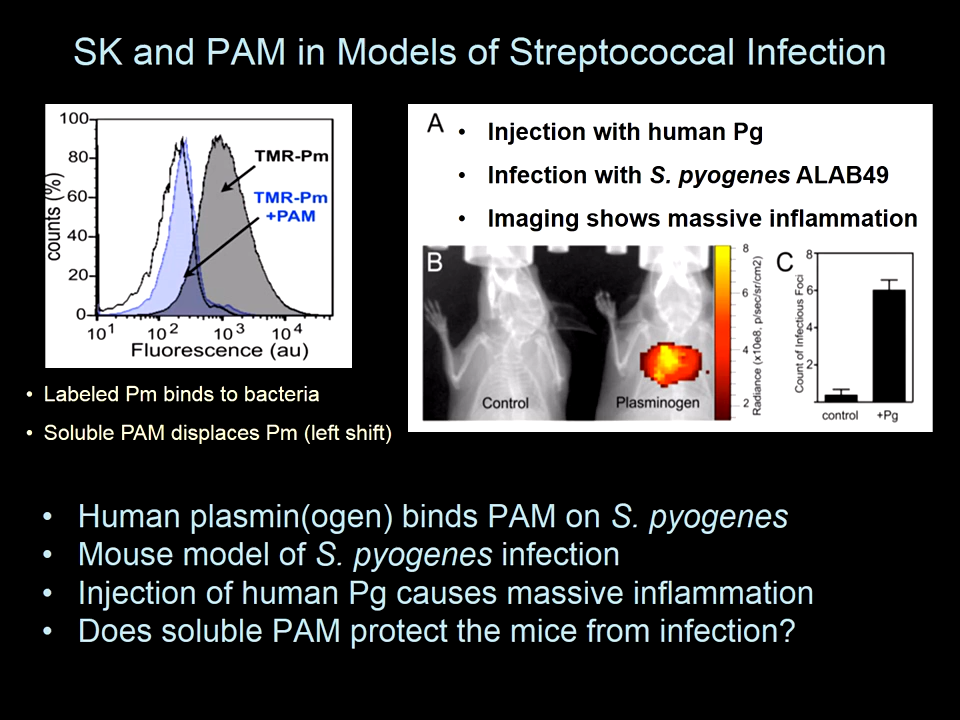 SK and PAM in Models of Streptococcal Infection
100
80
60
40
20
0
counts (%)
TMR-Pm
TMR-Pm
+PAM
10¹ 10² 10³ 10⁴
Fluorescence (au)
• Labeled Pm binds to bacteria
• Soluble PAM displaces Pm (left shift)
A
• Injection with human Pg
• Infection with S. pyogenes ALAB49
• Imaging shows massive inflammation
B
Control
Plasminogen
8
6
4
2
Radiance (x10e8, p/sec/sr/cm2)
C
8
6
4
2
Count of Infectious Foci
control +Pg
• Human plasmin(ogen) binds PAM on S. pyogenes
• Mouse model of S. pyogenes infection
• Injection of human Pg causes massive inflammation
• Does soluble PAM protect the mice from infection?